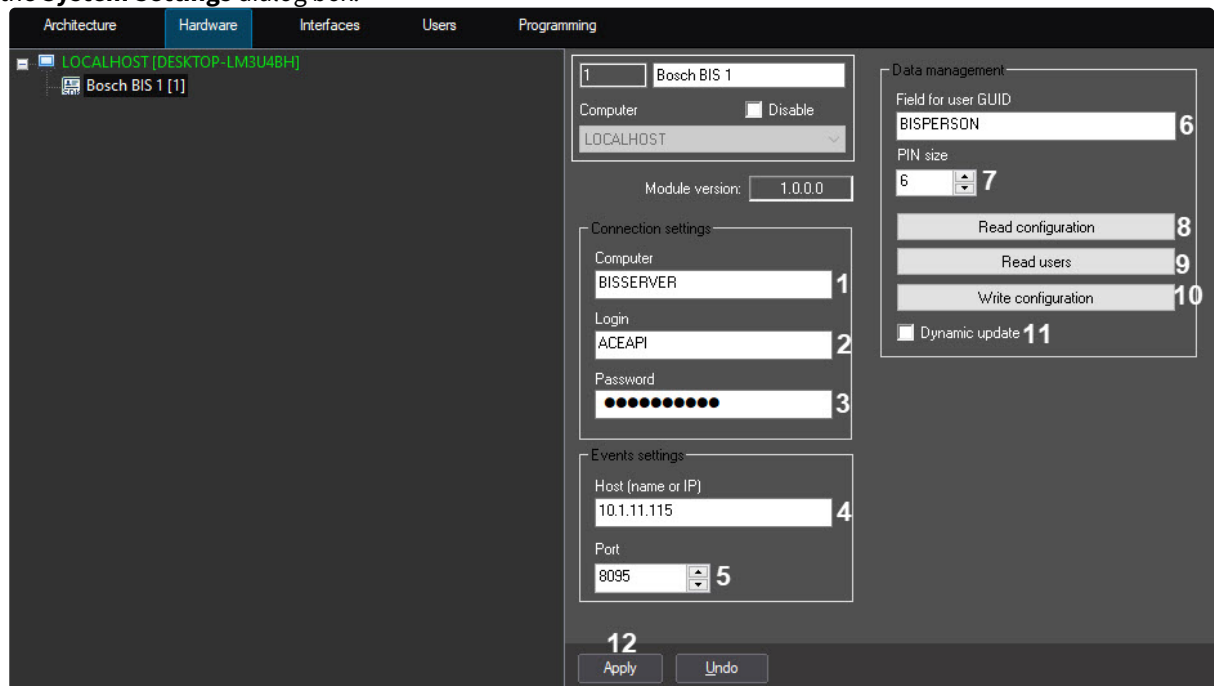 the System Settings dialog box.
Architecture Hardware Interfaces Users Programming
LOCALHOST [DESKTOP-LM3U4BH]
Bosch BIS 1 [1]
1 Bosch BIS 1
Computer Disable
LOCALHOST
Module version: 1.0.0.0
Connection settings
Computer
BISSERVER 1
Login
ACEAPI 2
Password
●●●●●●●●●● 3
Events settings
Host (name or IP)
10.1.11.115 4
Port
8095 5
Data management
Field for user GUID
BISPERSON 6
PIN size
6 7
Read configuration 8
Read users 9
Write configuration 10
Dynamic update 11
12
Apply Undo